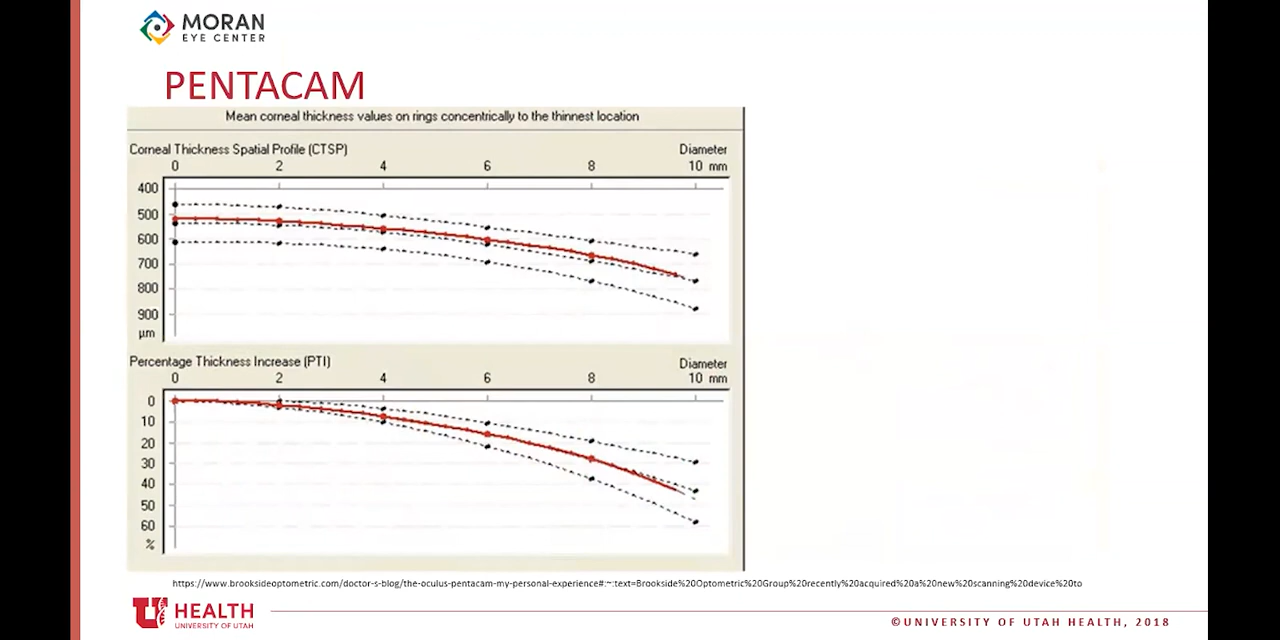 MORAN
EYE CENTER
PENTACAM
Mean corneal thickness values on rings concentrically to the thinnest location
Corneal Thickness Spatial Profile (CTSP)
Diameter
0 2 4 6 8 10 mm
400
500
600
700
800
900
µm
Percentage Thickness Increase (PTI)
Diameter
0 2 4 6 8 10 mm
0
10
20
30
40
50
60
%
https://www.brooksideoptometric.com/doctor-s-blog/the-oculus-pentacam-my-personal-experience#:~:text=Brookside%20Optometric%20Group%20recently%20acquired%20a%20new%20scanning%20device%20to
U HEALTH
UNIVERSITY OF UTAH
©UNIVERSITY OF UTAH HEALTH, 2018